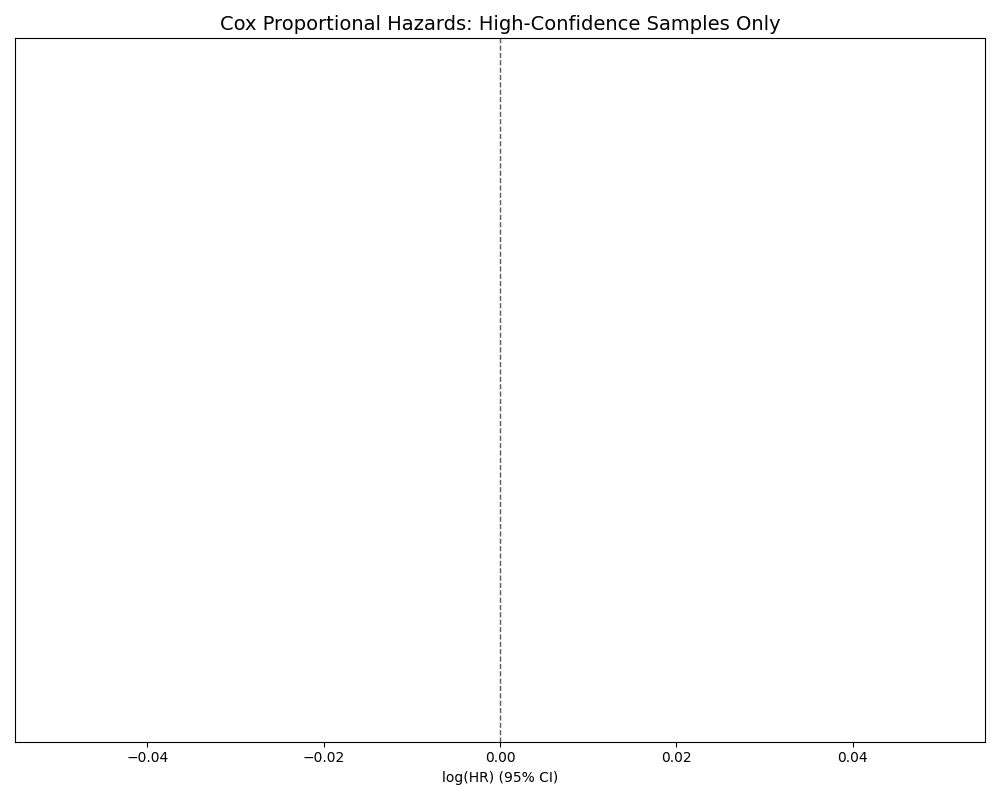 Cox Proportional Hazards: High-Confidence Samples Only
−0.04 −0.02 0.00 0.02 0.04
log(HR) (95% CI)